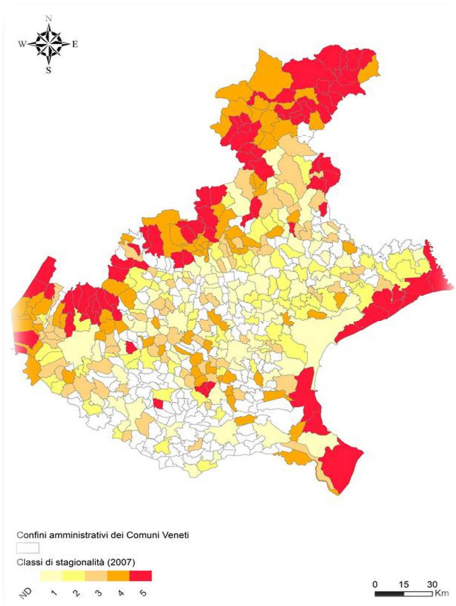 N
W E
S
Confini amministrativi dei Comuni Veneti
Classi di stagionalità (2007)
ND 1 2 3 4 5
0 15 30
Km